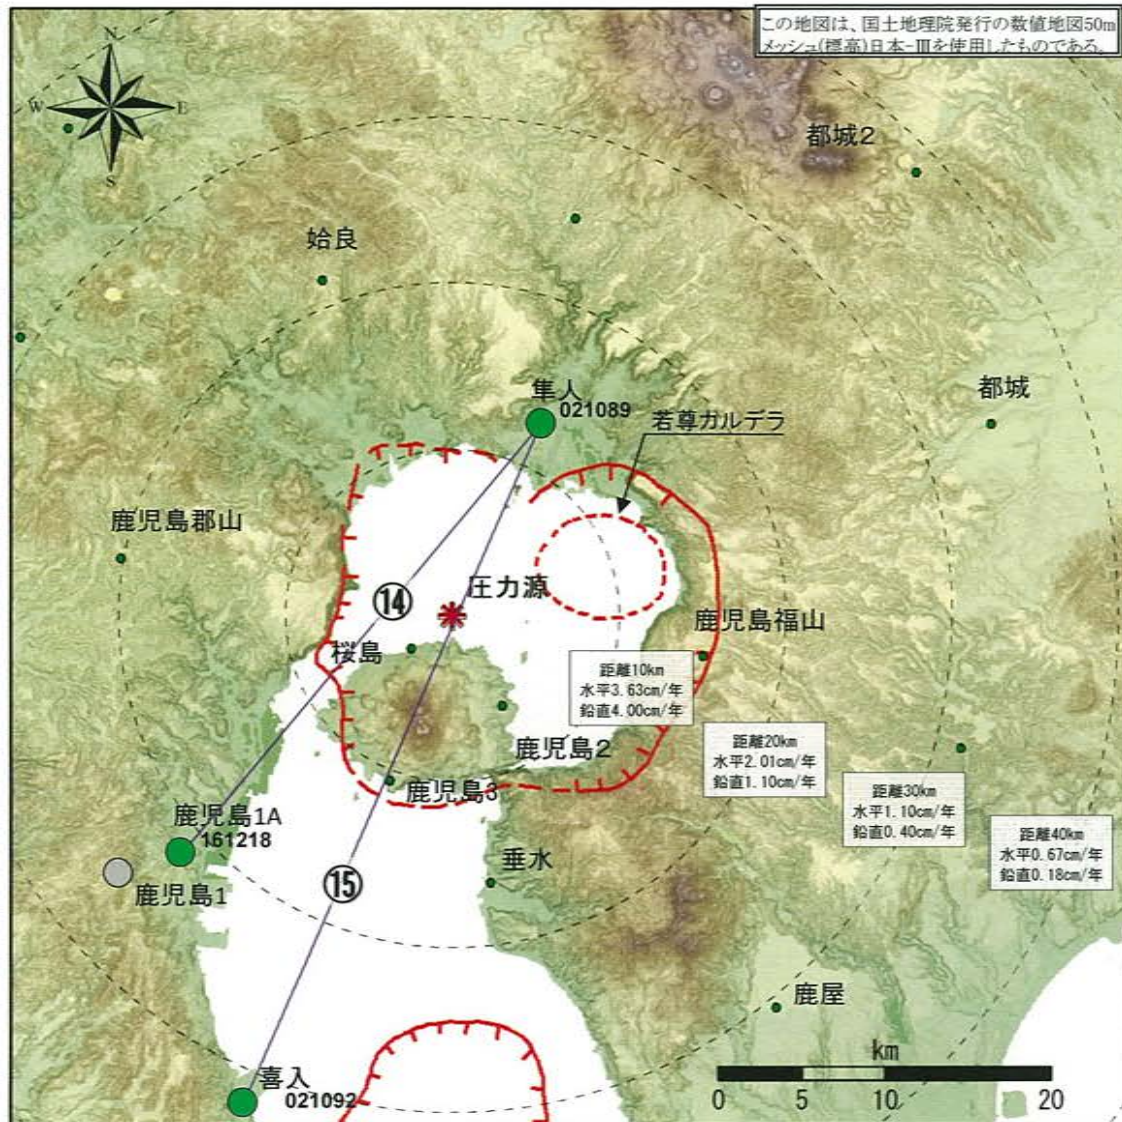 この地図は、国土地理院発行の数値地図50m
メッシュ(標高)日本-Ⅲを使用したものである。
N
W
E
S
都城2
姶良
都城
隼人
021089
若尊カルデラ
鹿児島郡山
⑭
圧力源
鹿児島福山
桜島
距離10km
水平3.63cm/年
鉛直4.00cm/年
鹿児島2
距離20km
水平2.01cm/年
鉛直1.10cm/年
鹿児島3
距離30km
水平1.10cm/年
鉛直0.40cm/年
鹿児島1A
161218
距離40km
水平0.67cm/年
鉛直0.18cm/年
鹿児島1
⑮
垂水
鹿屋
km
0 5 10 20
喜入
021092